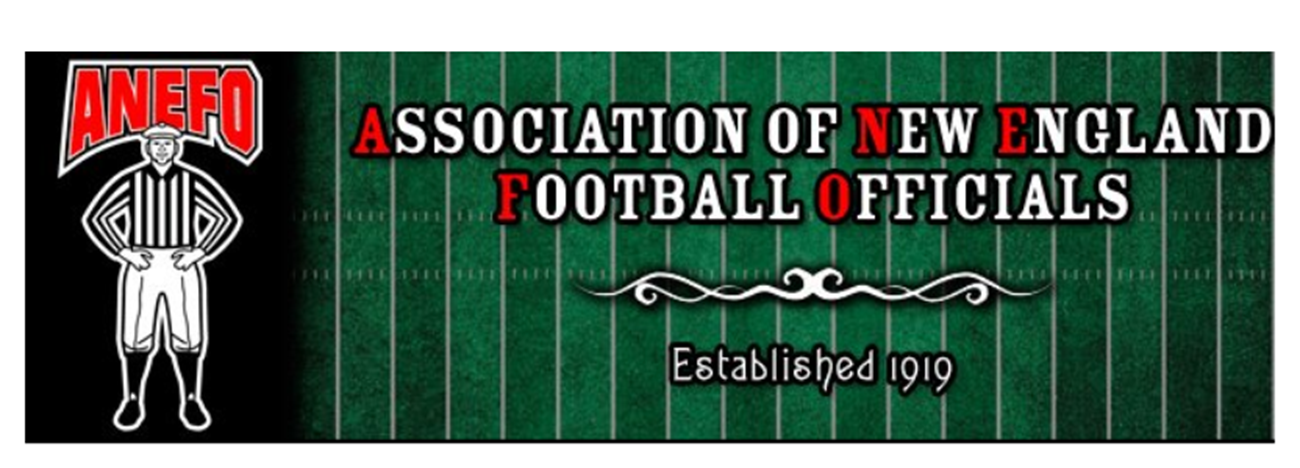 ANEFO
ASSOCIATION OF NEW ENGLAND
FOOTBALL OFFICIALS
Established 1919